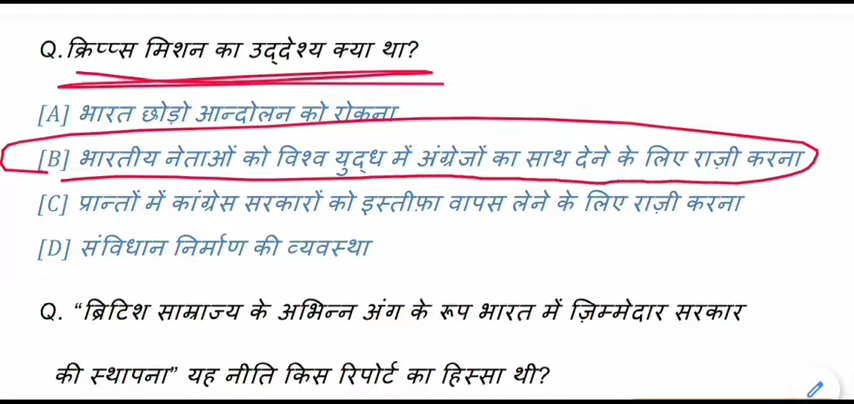 Q.क्रिप्प्स मिशन का उद्देश्य क्या था?
[A] भारत छोड़ो आन्दोलन को रोकना
[B] भारतीय नेताओं को विश्व युद्ध में अंग्रेजों का साथ देने के लिए राज़ी करना
[C] प्रान्तों में कांग्रेस सरकारों को इस्तीफ़ा वापस लेने के लिए राज़ी करना
[D] संविधान निर्माण की व्यवस्था
Q. “ब्रिटिश साम्राज्य के अभिन्न अंग के रूप भारत में ज़िम्मेदार सरकार
की स्थापना” यह नीति किस रिपोर्ट का हिस्सा थी?